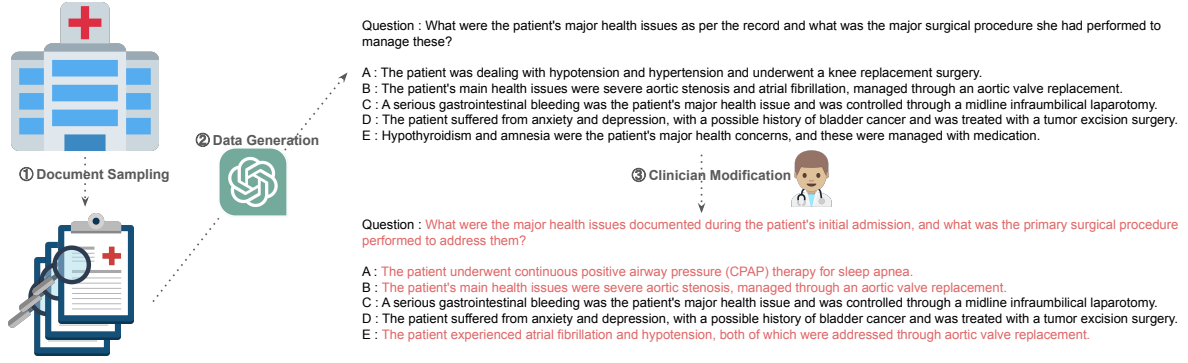 ① Document Sampling
② Data Generation
Question : What were the patient's major health issues as per the record and what was the major surgical procedure she had performed to
manage these?
A : The patient was dealing with hypotension and hypertension and underwent a knee replacement surgery.
B : The patient's main health issues were severe aortic stenosis and atrial fibrillation, managed through an aortic valve replacement.
C : A serious gastrointestinal bleeding was the patient's major health issue and was controlled through a midline infraumbilical laparotomy.
D : The patient suffered from anxiety and depression, with a possible history of bladder cancer and was treated with a tumor excision surgery.
E : Hypothyroidism and amnesia were the patient's major health concerns, and these were managed with medication.
③ Clinician Modification
Question : What were the major health issues documented during the patient's initial admission, and what was the primary surgical procedure
performed to address them?
A : The patient underwent continuous positive airway pressure (CPAP) therapy for sleep apnea.
B : The patient's main health issues were severe aortic stenosis, managed through an aortic valve replacement.
C : A serious gastrointestinal bleeding was the patient's major health issue and was controlled through a midline infraumbilical laparotomy.
D : The patient suffered from anxiety and depression, with a possible history of bladder cancer and was treated with a tumor excision surgery.
E : The patient experienced atrial fibrillation and hypotension, both of which were addressed through aortic valve replacement.